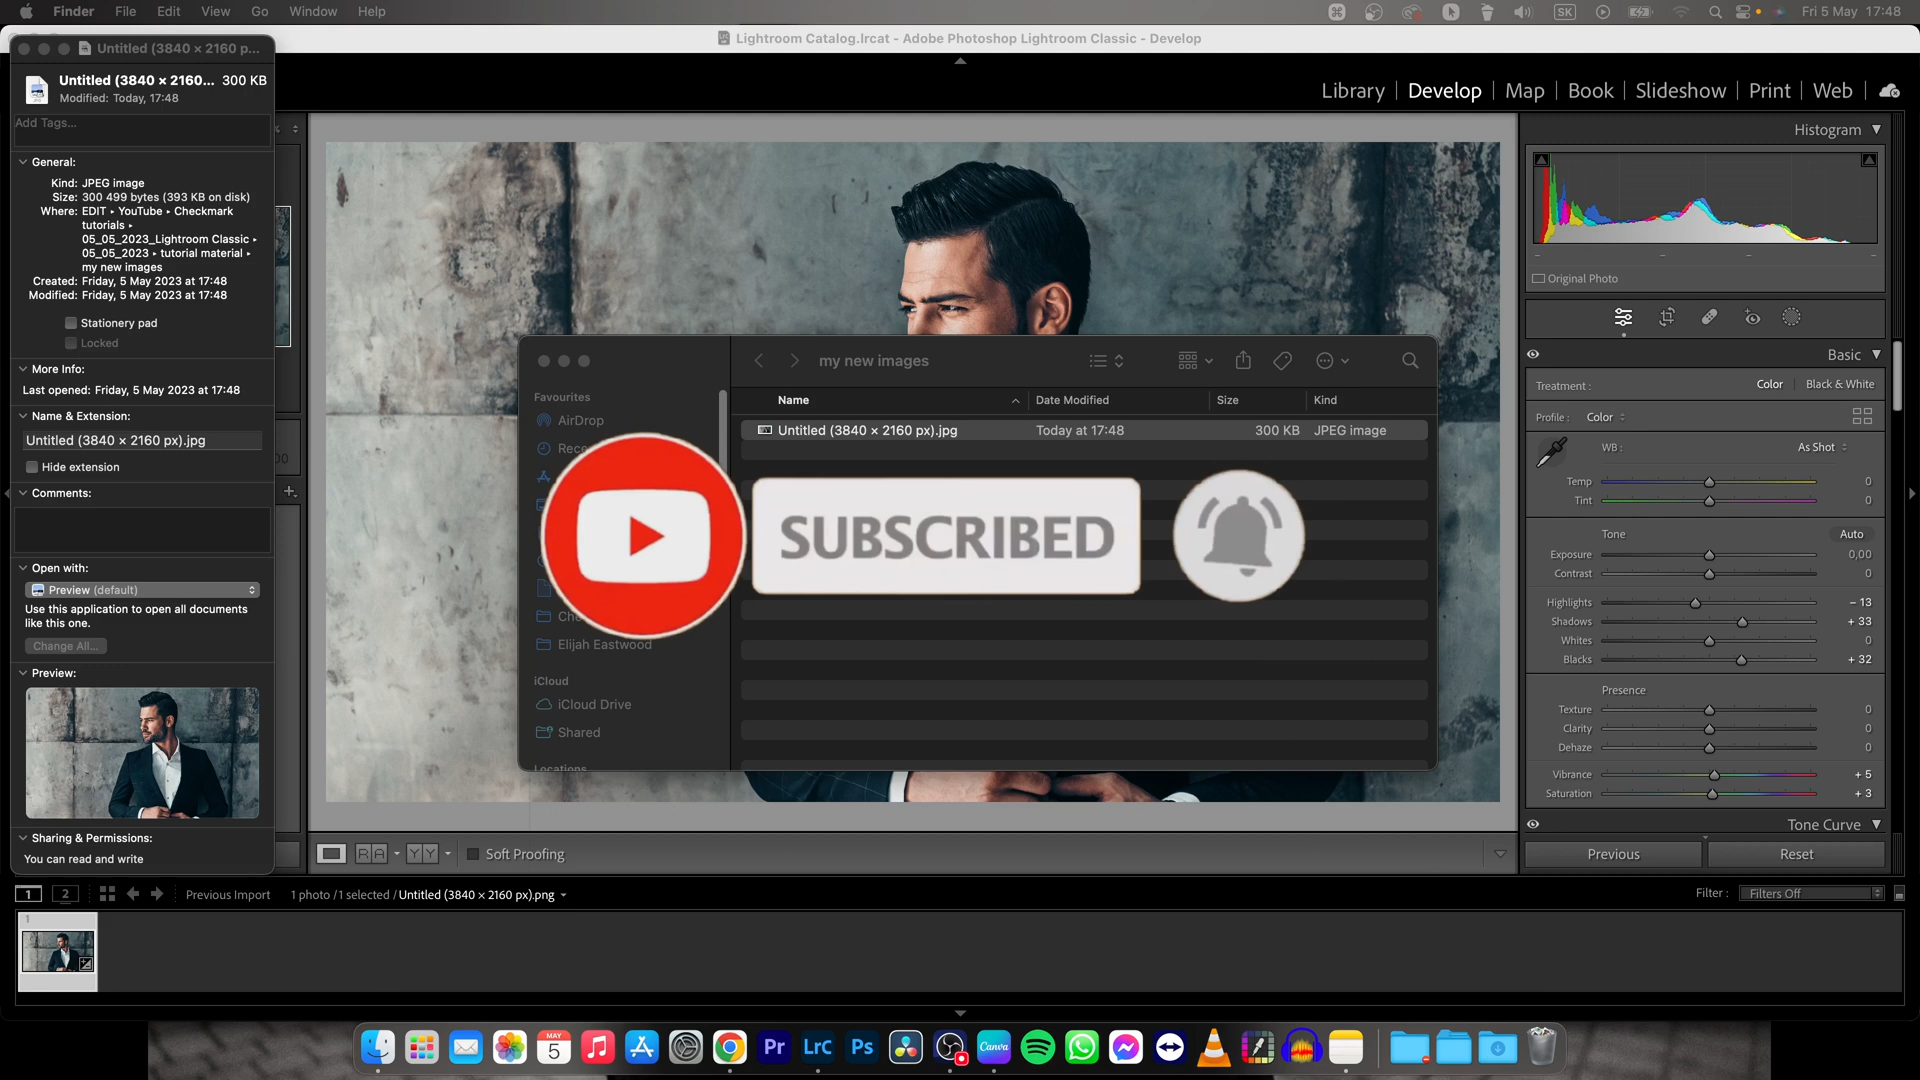 Finder File Edit View Go Window Help
SK
Fri 5 May 17:48
Lightroom Catalog.lrcat - Adobe Photoshop Lightroom Classic - Develop
Untitled (3840 × 2160 p...
Untitled (3840 × 2160... 300 KB
Modified: Today, 17:48
Add Tags...
General:
Kind: JPEG image
Size: 300 499 bytes (393 KB on disk)
Where: EDIT ▸ YouTube ▸ Checkmark
tutorials ▸
05_05_2023_Lightroom Classic ▸
05_05_2023 ▸ tutorial material ▸
my new images
Created: Friday, 5 May 2023 at 17:48
Modified: Friday, 5 May 2023 at 17:48
Stationery pad
Locked
More Info:
Last opened: Friday, 5 May 2023 at 17:48
Name & Extension:
Untitled (3840 × 2160 px).jpg
Hide extension
Comments:
Open with:
Preview (default)
Use this application to open all documents
like this one.
Change All...
Preview:
Sharing & Permissions:
You can read and write
Library | Develop | Map | Book | Slideshow | Print | Web
my new images
Favourites
AirDrop
Elijah Eastwood
iCloud
iCloud Drive
Shared
Locations
Name Date Modified Size Kind
Untitled (3840 × 2160 px).jpg Today at 17:48 300 KB JPEG image
SUBSCRIBED
Histogram
Original Photo
Basic
Treatment : Color | Black & White
Profile : Color
WB : As Shot
Temp 0
Tint 0
Tone Auto
Exposure 0,00
Contrast 0
Highlights – 13
Shadows + 33
Whites 0
Blacks + 32
Presence
Texture 0
Clarity 0
Dehaze 0
Vibrance + 5
Saturation + 3
Tone Curve
Previous Reset
R A Y Y Soft Proofing
1 2 Previous Import 1 photo / 1 selected / Untitled (3840 × 2160 px).png
Filter : Filters Off
1
MAY
5
Pr LrC Ps Canva